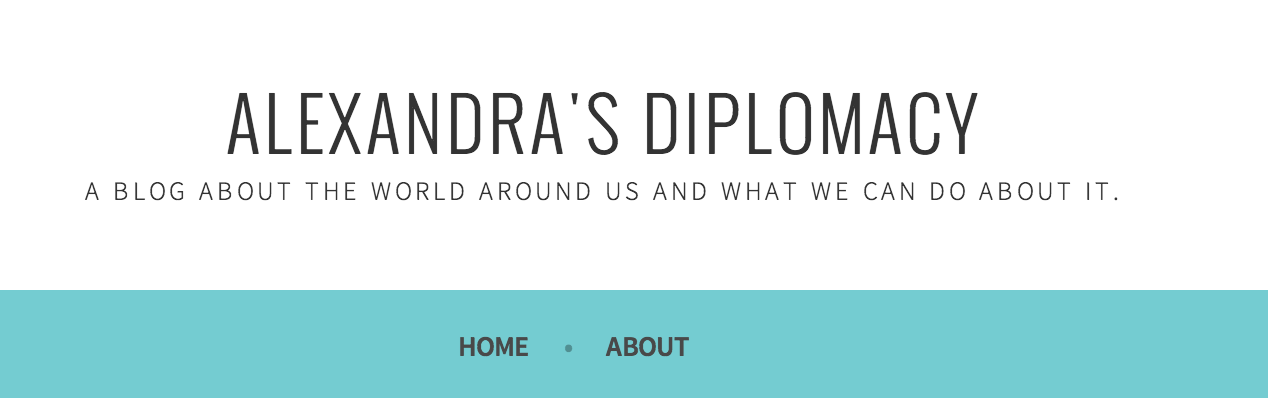 ALEXANDRA'S DIPLOMACY
A BLOG ABOUT THE WORLD AROUND US AND WHAT WE CAN DO ABOUT IT.
HOME • ABOUT